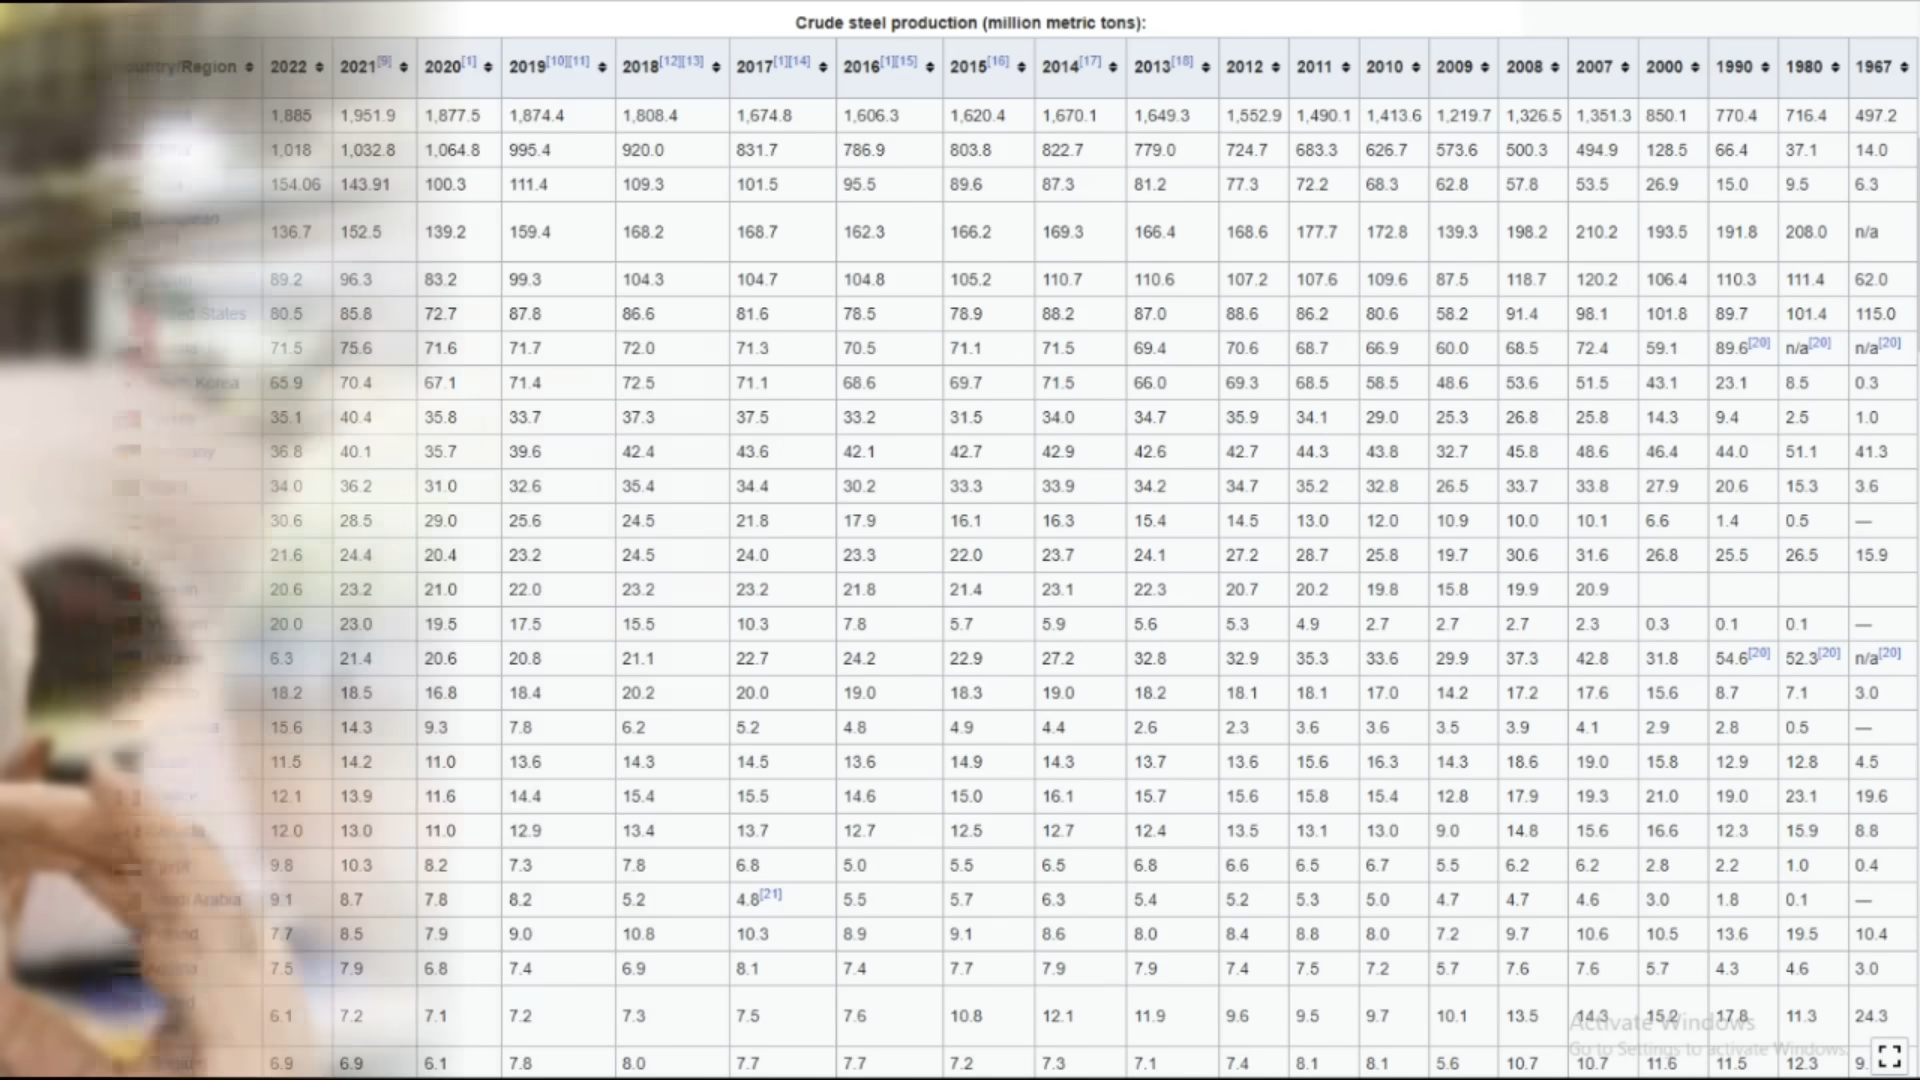 Crude steel production (million metric tons):
Country/Region 2022 2021[9] 2020[1] 2019[10][11] 2018[12][13] 2017[1][14] 2016[1][15] 2015[16] 2014[17] 2013[18] 2012 2011 2010 2009 2008 2007 2000 1990 1980 1967
1,885 1,951.9 1,877.5 1,874.4 1,808.4 1,674.8 1,606.3 1,620.4 1,670.1 1,649.3 1,552.9 1,490.1 1,413.6 1,219.7 1,326.5 1,351.3 850.1 770.4 716.4 497.2
1,018 1,032.8 1,064.8 995.4 920.0 831.7 786.9 803.8 822.7 779.0 724.7 683.3 626.7 573.6 500.3 494.9 128.5 66.4 37.1 14.0
154.06 143.91 100.3 111.4 109.3 101.5 95.5 89.6 87.3 81.2 77.3 72.2 68.3 62.8 57.8 53.5 26.9 15.0 9.5 6.3
European
136.7 152.5 139.2 159.4 168.2 168.7 162.3 166.2 169.3 166.4 168.6 177.7 172.8 139.3 198.2 210.2 193.5 191.8 208.0 n/a
89.2 96.3 83.2 99.3 104.3 104.7 104.8 105.2 110.7 110.6 107.2 107.6 109.6 87.5 118.7 120.2 106.4 110.3 111.4 62.0
United States 80.5 85.8 72.7 87.8 86.6 81.6 78.5 78.9 88.2 87.0 88.6 86.2 80.6 58.2 91.4 98.1 101.8 89.7 101.4 115.0
71.5 75.6 71.6 71.7 72.0 71.3 70.5 71.1 71.5 69.4 70.6 68.7 66.9 60.0 68.5 72.4 59.1 89.6[20] n/a[20] n/a[20]
South Korea 65.9 70.4 67.1 71.4 72.5 71.1 68.6 69.7 71.5 66.0 69.3 68.5 58.5 48.6 53.6 51.5 43.1 23.1 8.5 0.3
35.1 40.4 35.8 33.7 37.3 37.5 33.2 31.5 34.0 34.7 35.9 34.1 29.0 25.3 26.8 25.8 14.3 9.4 2.5 1.0
Germany 36.8 40.1 35.7 39.6 42.4 43.6 42.1 42.7 42.9 42.6 42.7 44.3 43.8 32.7 45.8 48.6 46.4 44.0 51.1 41.3
34.0 36.2 31.0 32.6 35.4 34.4 30.2 33.3 33.9 34.2 34.7 35.2 32.8 26.5 33.7 33.8 27.9 20.6 15.3 3.6
30.6 28.5 29.0 25.6 24.5 21.8 17.9 16.1 16.3 15.4 14.5 13.0 12.0 10.9 10.0 10.1 6.6 1.4 0.5 —
21.6 24.4 20.4 23.2 24.5 24.0 23.3 22.0 23.7 24.1 27.2 28.7 25.8 19.7 30.6 31.6 26.8 25.5 26.5 15.9
20.6 23.2 21.0 22.0 23.2 23.2 21.8 21.4 23.1 22.3 20.7 20.2 19.8 15.8 19.9 20.9
20.0 23.0 19.5 17.5 15.5 10.3 7.8 5.7 5.9 5.6 5.3 4.9 2.7 2.7 2.7 2.3 0.3 0.1 0.1 —
Ukraine 6.3 21.4 20.6 20.8 21.1 22.7 24.2 22.9 27.2 32.8 32.9 35.3 33.6 29.9 37.3 42.8 31.8 54.6[20] 52.3[20] n/a[20]
18.2 18.5 16.8 18.4 20.2 20.0 19.0 18.3 19.0 18.2 18.1 18.1 17.0 14.2 17.2 17.6 15.6 8.7 7.1 3.0
15.6 14.3 9.3 7.8 6.2 5.2 4.8 4.9 4.4 2.6 2.3 3.6 3.6 3.5 3.9 4.1 2.9 2.8 0.5 —
11.5 14.2 11.0 13.6 14.3 14.5 13.6 14.9 14.3 13.7 13.6 15.6 16.3 14.3 18.6 19.0 15.8 12.9 12.8 4.5
12.1 13.9 11.6 14.4 15.4 15.5 14.6 15.0 16.1 15.7 15.6 15.8 15.4 12.8 17.9 19.3 21.0 19.0 23.1 19.6
Canada 12.0 13.0 11.0 12.9 13.4 13.7 12.7 12.5 12.7 12.4 13.5 13.1 13.0 9.0 14.8 15.6 16.6 12.3 15.9 8.8
9.8 10.3 8.2 7.3 7.8 6.8 5.0 5.5 6.5 6.8 6.6 6.5 6.7 5.5 6.2 6.2 2.8 2.2 1.0 0.4
Saudi Arabia 9.1 8.7 7.8 8.2 5.2 4.8[21] 5.5 5.7 6.3 5.4 5.2 5.3 5.0 4.7 4.7 4.6 3.0 1.8 0.1 —
7.7 8.5 7.9 9.0 10.8 10.3 8.9 9.1 8.6 8.0 8.4 8.8 8.0 7.2 9.7 10.6 10.5 13.6 19.5 10.4
7.5 7.9 6.8 7.4 6.9 8.1 7.4 7.7 7.9 7.9 7.4 7.5 7.2 5.7 7.6 7.6 5.7 4.3 4.6 3.0
6.1 7.2 7.1 7.2 7.3 7.5 7.6 10.8 12.1 11.9 9.6 9.5 9.7 10.1 13.5 14.3 15.2 17.8 11.3 24.3
Activate Windows
Go to Settings to activate Windows.
6.9 6.9 6.1 7.8 8.0 7.7 7.7 7.2 7.3 7.1 7.4 8.1 8.1 5.6 10.7 10.7 11.6 11.5 12.3 9.